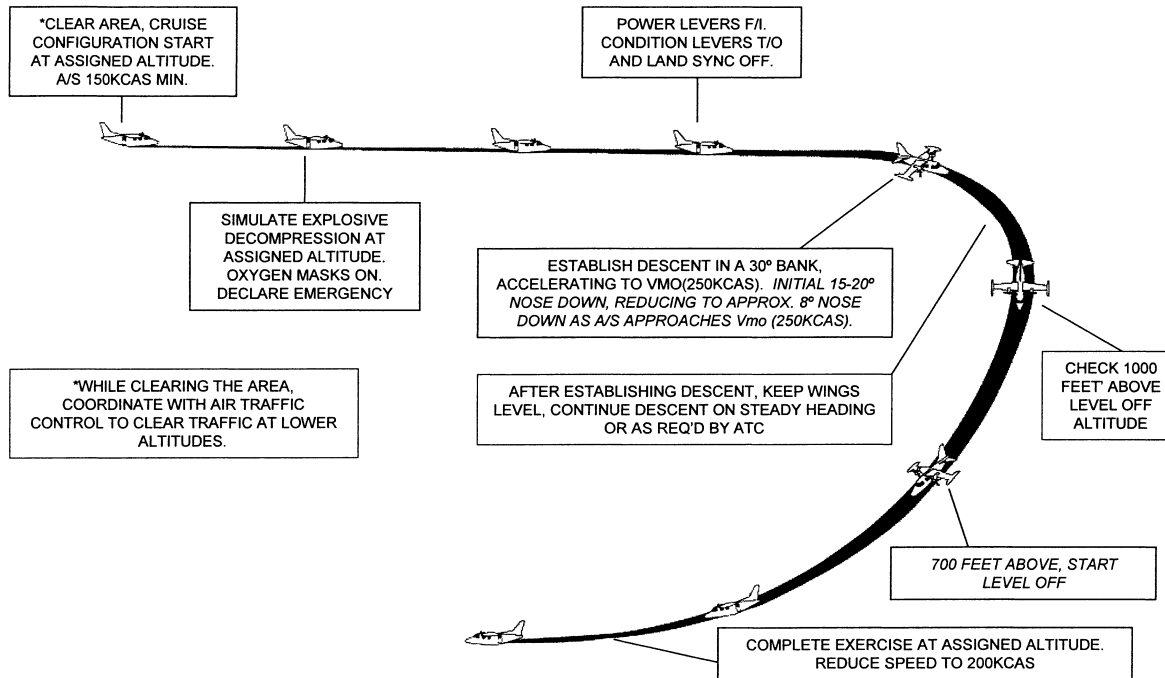 *CLEAR AREA, CRUISE
CONFIGURATION START
AT ASSIGNED ALTITUDE.
A/S 150KCAS MIN.
POWER LEVERS F/I.
CONDITION LEVERS T/O
AND LAND SYNC OFF.
SIMULATE EXPLOSIVE
DECOMPRESSION AT
ASSIGNED ALTITUDE.
OXYGEN MASKS ON.
DECLARE EMERGENCY
ESTABLISH DESCENT IN A 30º BANK,
ACCELERATING TO VMO(250KCAS). INITIAL 15-20º
NOSE DOWN, REDUCING TO APPROX. 8º NOSE
DOWN AS A/S APPROACHES Vmo (250KCAS).
*WHILE CLEARING THE AREA,
COORDINATE WITH AIR TRAFFIC
CONTROL TO CLEAR TRAFFIC AT LOWER
ALTITUDES.
AFTER ESTABLISHING DESCENT, KEEP WINGS
LEVEL, CONTINUE DESCENT ON STEADY HEADING
OR AS REQ'D BY ATC
CHECK 1000
FEET' ABOVE
LEVEL OFF
ALTITUDE
700 FEET ABOVE, START
LEVEL OFF
COMPLETE EXERCISE AT ASSIGNED ALTITUDE.
REDUCE SPEED TO 200KCAS